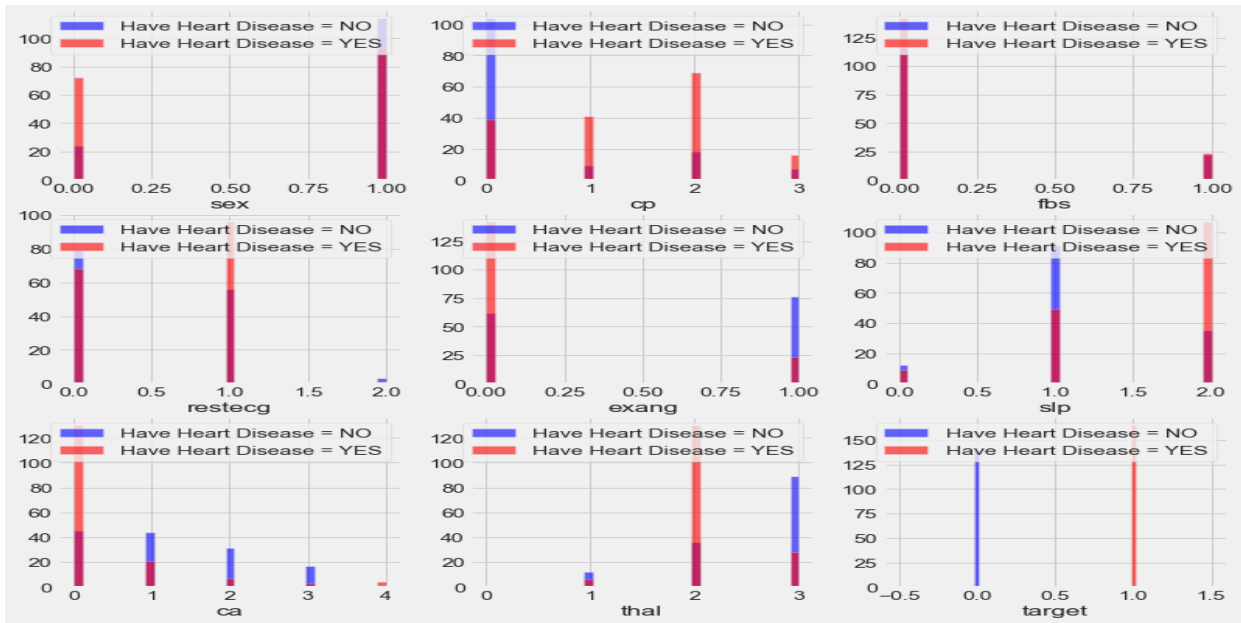 Have Heart Disease = NO
Have Heart Disease = YES
100
80
60
40
20
0
0.00 0.25 0.50 0.75 1.00
sex
Have Heart Disease = NO
Have Heart Disease = YES
100
80
60
40
20
0
0 1 2 3
cp
Have Heart Disease = NO
Have Heart Disease = YES
125
100
75
50
25
0
0.00 0.25 0.50 0.75 1.00
fbs
Have Heart Disease = NO
Have Heart Disease = YES
100
80
60
40
20
0
0.0 0.5 1.0 1.5 2.0
restecg
Have Heart Disease = NO
Have Heart Disease = YES
125
100
75
50
25
0
0.00 0.25 0.50 0.75 1.00
exang
Have Heart Disease = NO
Have Heart Disease = YES
100
80
60
40
20
0
0.0 0.5 1.0 1.5 2.0
slp
Have Heart Disease = NO
Have Heart Disease = YES
120
100
80
60
40
20
0
0 1 2 3 4
ca
Have Heart Disease = NO
Have Heart Disease = YES
120
100
80
60
40
20
0
0 1 2 3
thal
Have Heart Disease = NO
Have Heart Disease = YES
150
125
100
75
50
25
0
−0.5 0.0 0.5 1.0 1.5
target